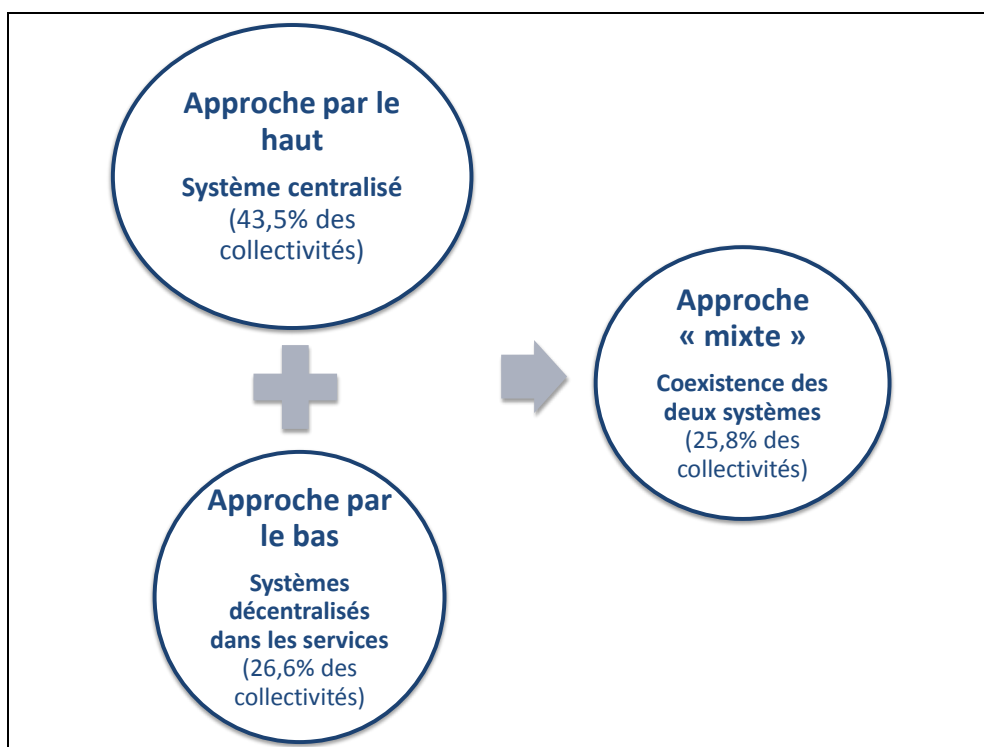 Approche par le
haut
Système centralisé
(43,5% des
collectivités)
Approche par
le bas
Systèmes
décentralisés
dans les services
(26,6% des
collectivités)
Approche
« mixte »
Coexistence des
deux systèmes
(25,8% des
collectivités)